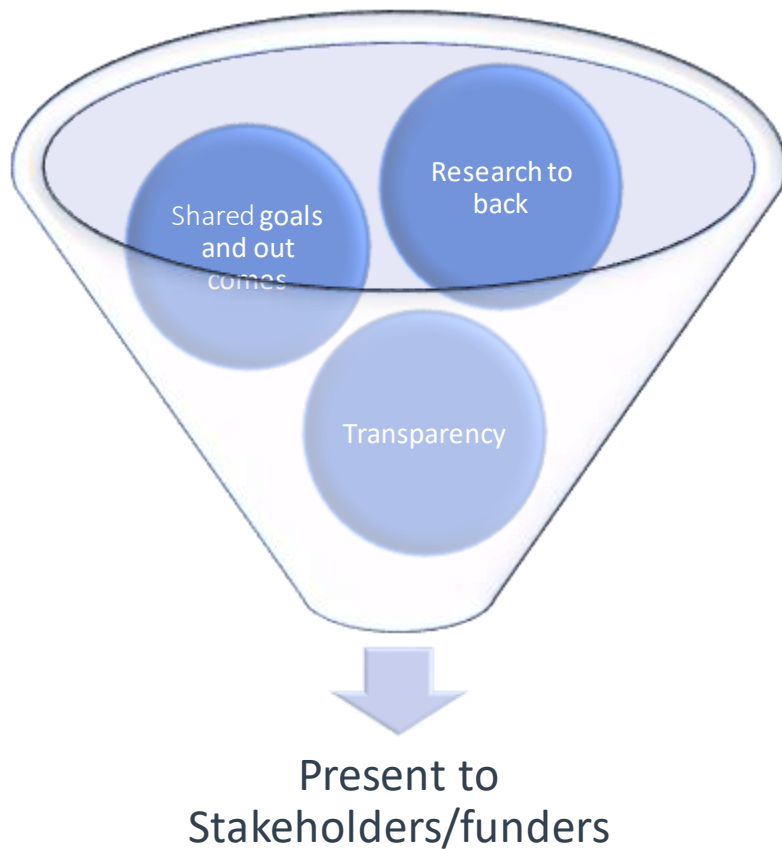 Research to
back
Shared goals
and out
comes
Transparency
Present to
Stakeholders/funders